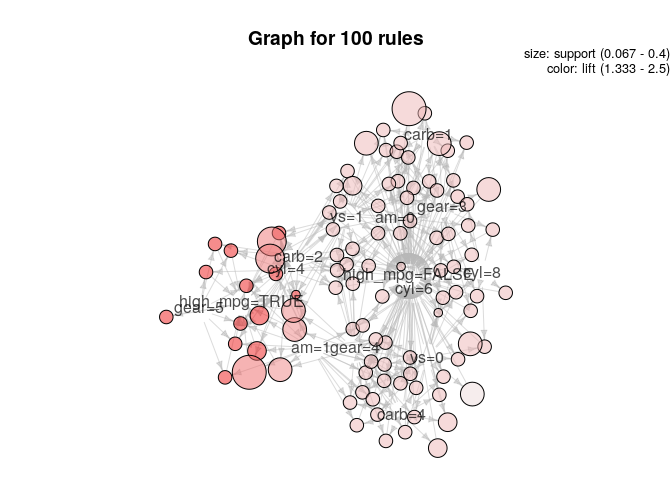 Graph for 100 rules
size: support (0.067 - 0.4)
color: lift (1.333 - 2.5)
carb=1
gear=3
vs=1
am=0
carb=2
cyl=4
high_mpg=FALSE
cyl=8
cyl=6
high_mpg=TRUE
gear=5
am=1
gear=4
vs=0
carb=4